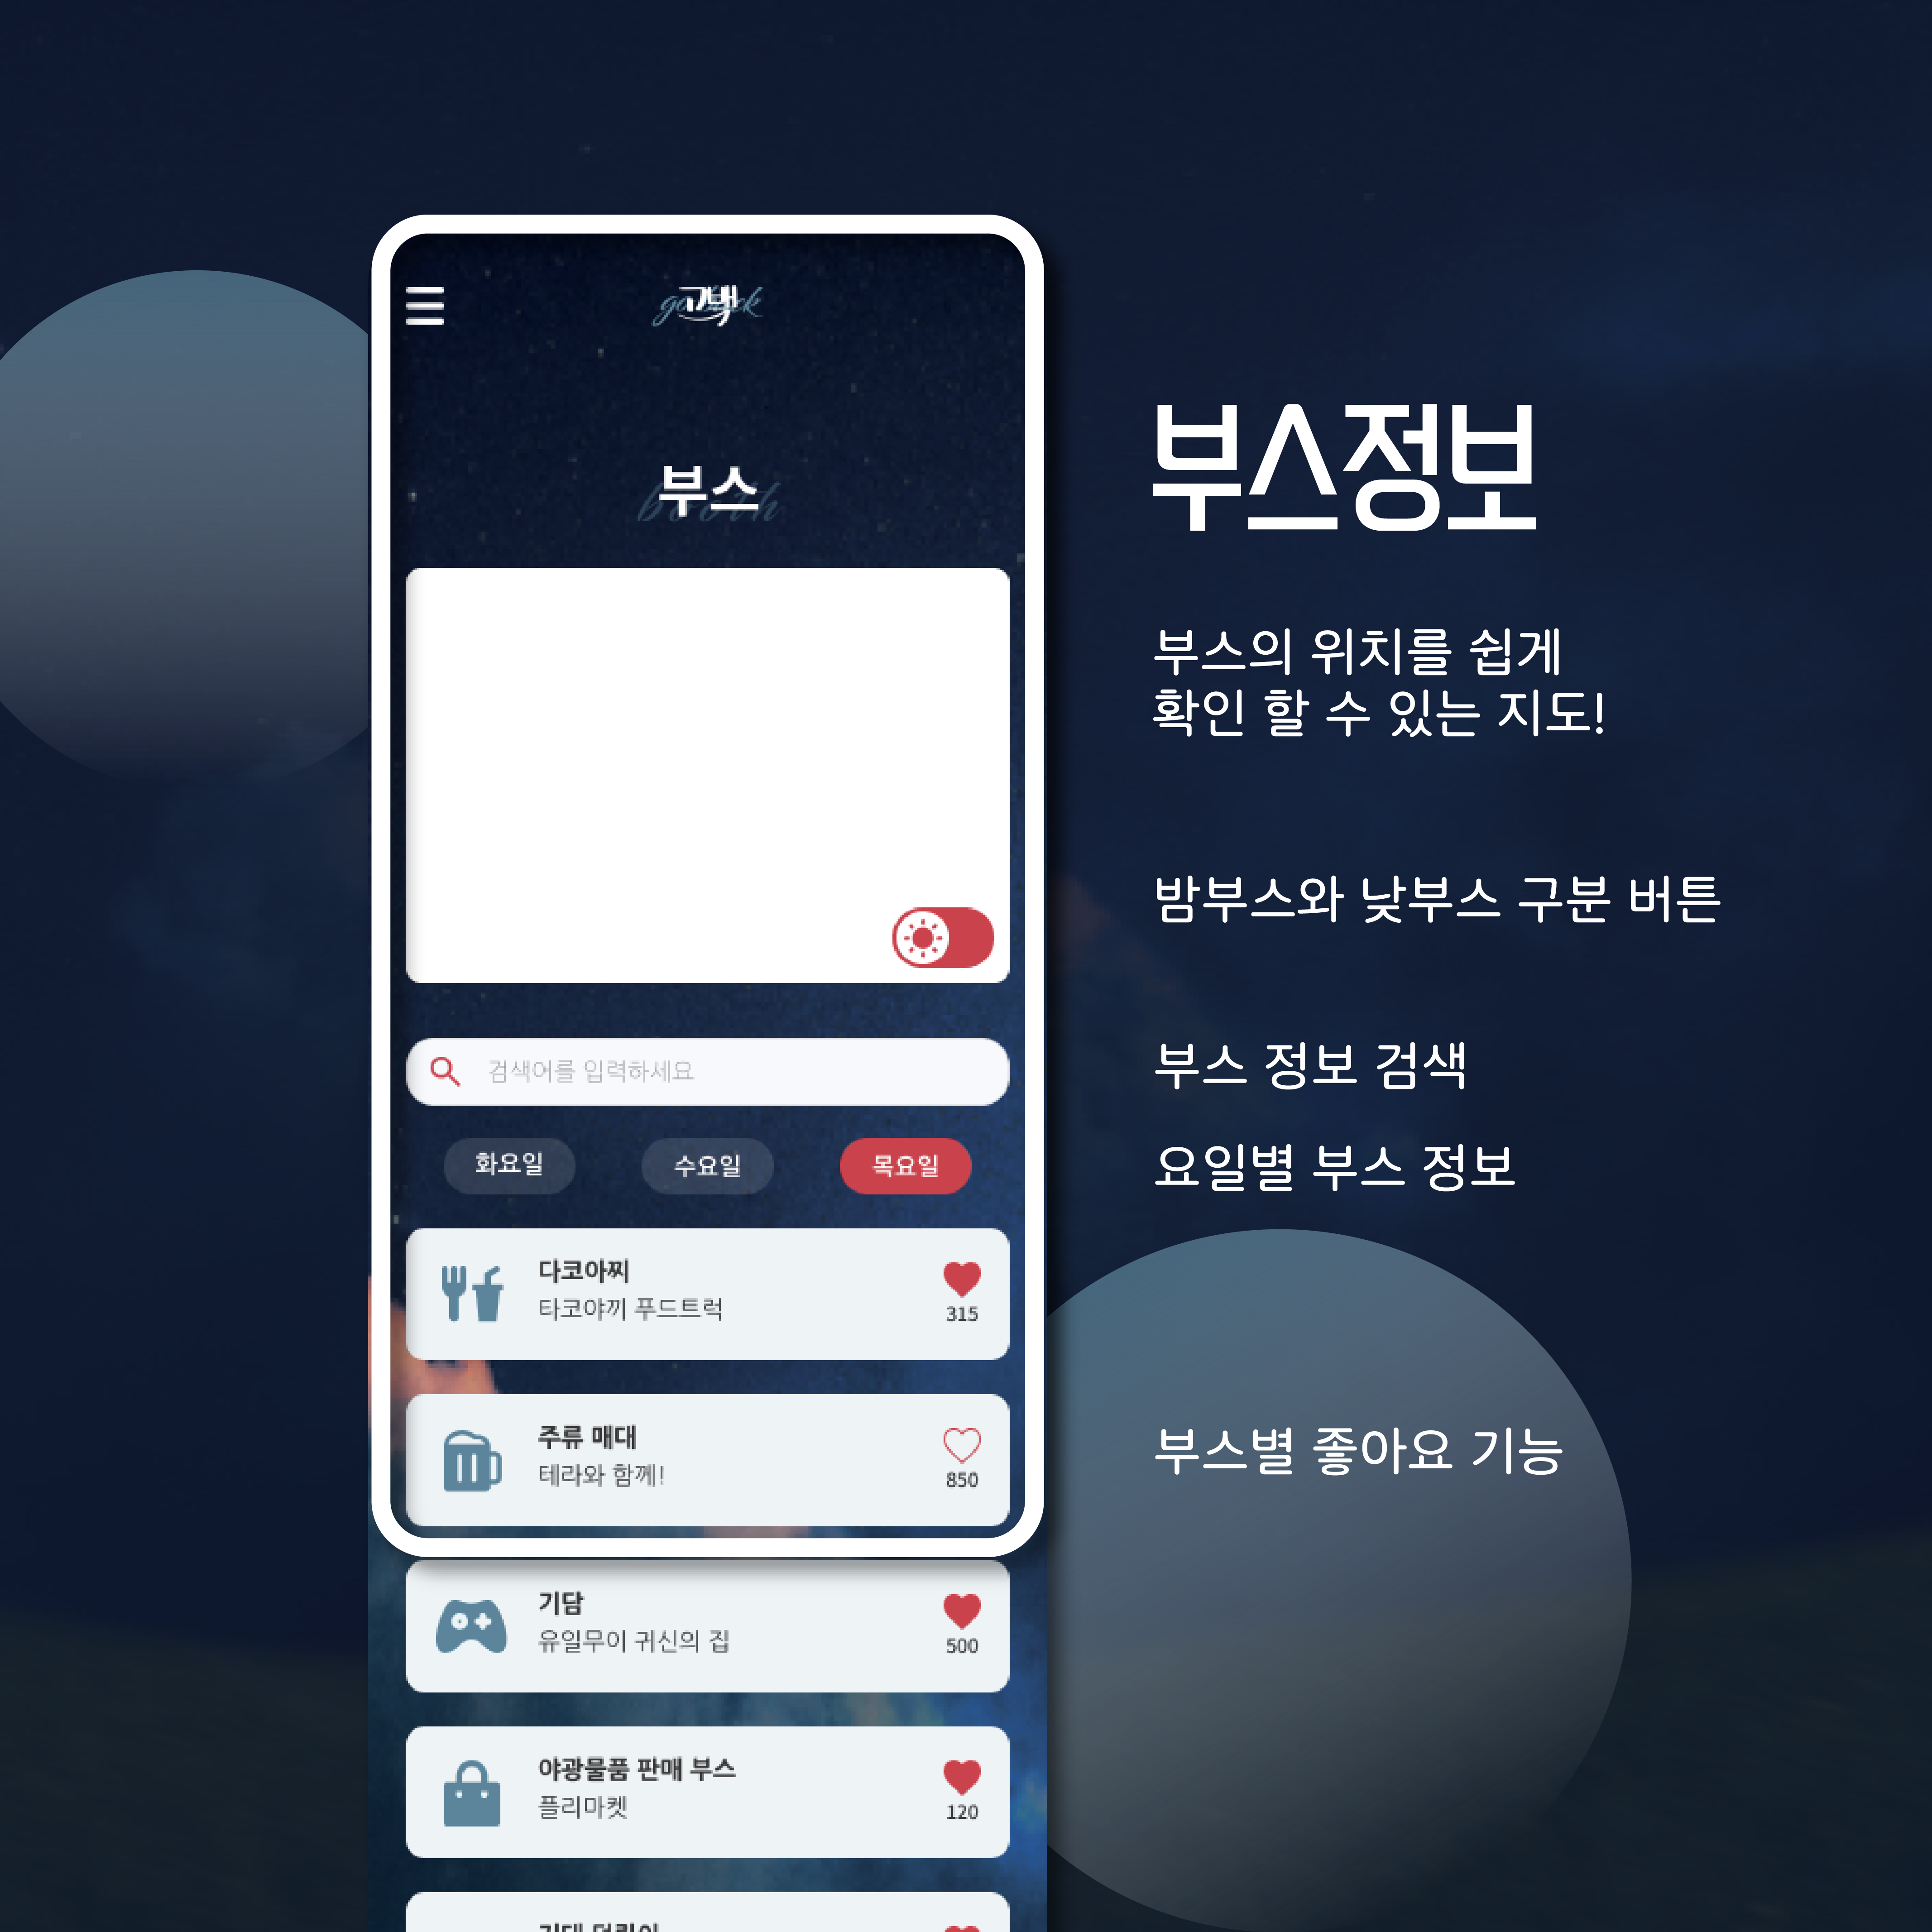 go back
고백
booth
부스
검색어를 입력하세요
화요일
수요일
목요일
다코아찌
타코야끼 푸드트럭
315
주류 매대
테라와 함께!
850
기담
유일무이 귀신의 집
500
야광물품 판매 부스
플리마켓
120
부스정보
부스의 위치를 쉽게
확인 할 수 있는 지도!
밤부스와 낮부스 구분 버튼
부스 정보 검색
요일별 부스 정보
부스별 좋아요 기능